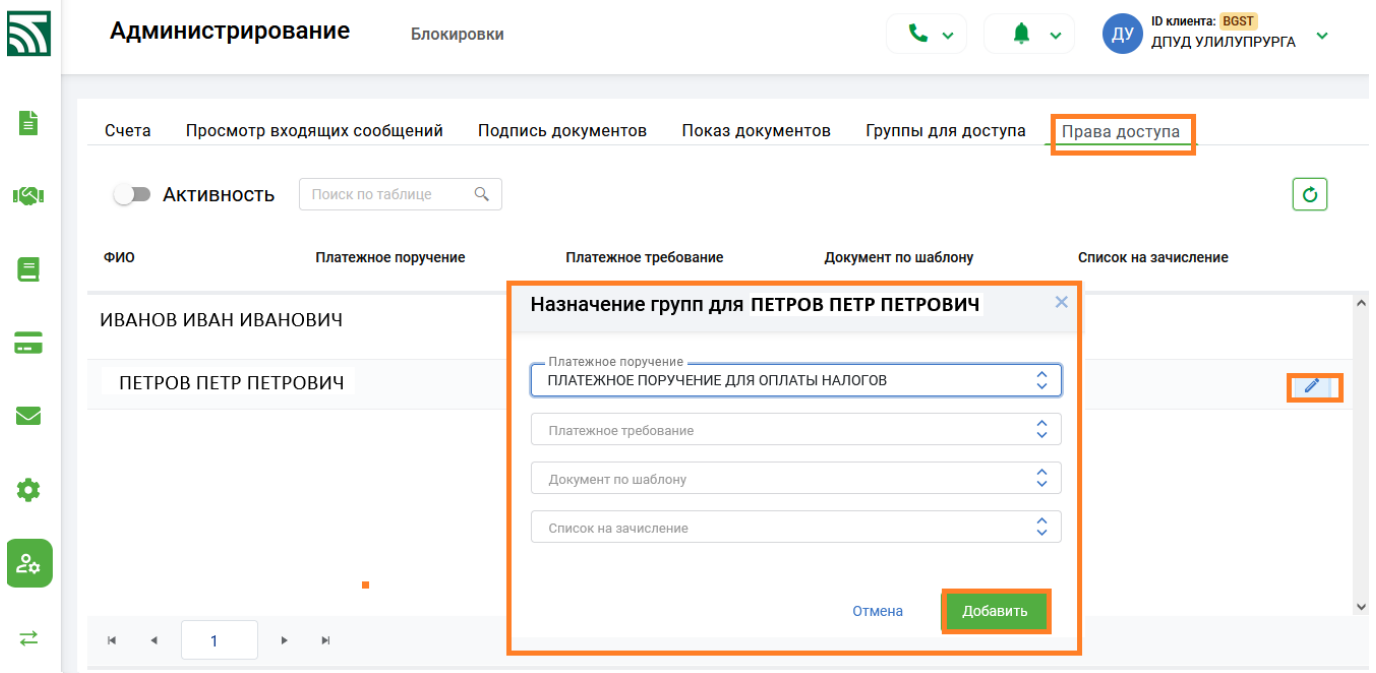 Администрирование Блокировки
ID клиента: BGST
ДУ ДПУД УЛИЛУПРУРГА
Счета Просмотр входящих сообщений Подпись документов Показ документов Группы для доступа Права доступа
Активность Поиск по таблице
ФИО Платежное поручение Платежное требование Документ по шаблону Список на зачисление
Назначение групп для ПЕТРОВ ПЕТР ПЕТРОВИЧ
ИВАНОВ ИВАН ИВАНОВИЧ
Платежное поручение
ПЕТРОВ ПЕТР ПЕТРОВИЧ ПЛАТЕЖНОЕ ПОРУЧЕНИЕ ДЛЯ ОПЛАТЫ НАЛОГОВ
Платежное требование
Документ по шаблону
Список на зачисление
Отмена Добавить
1